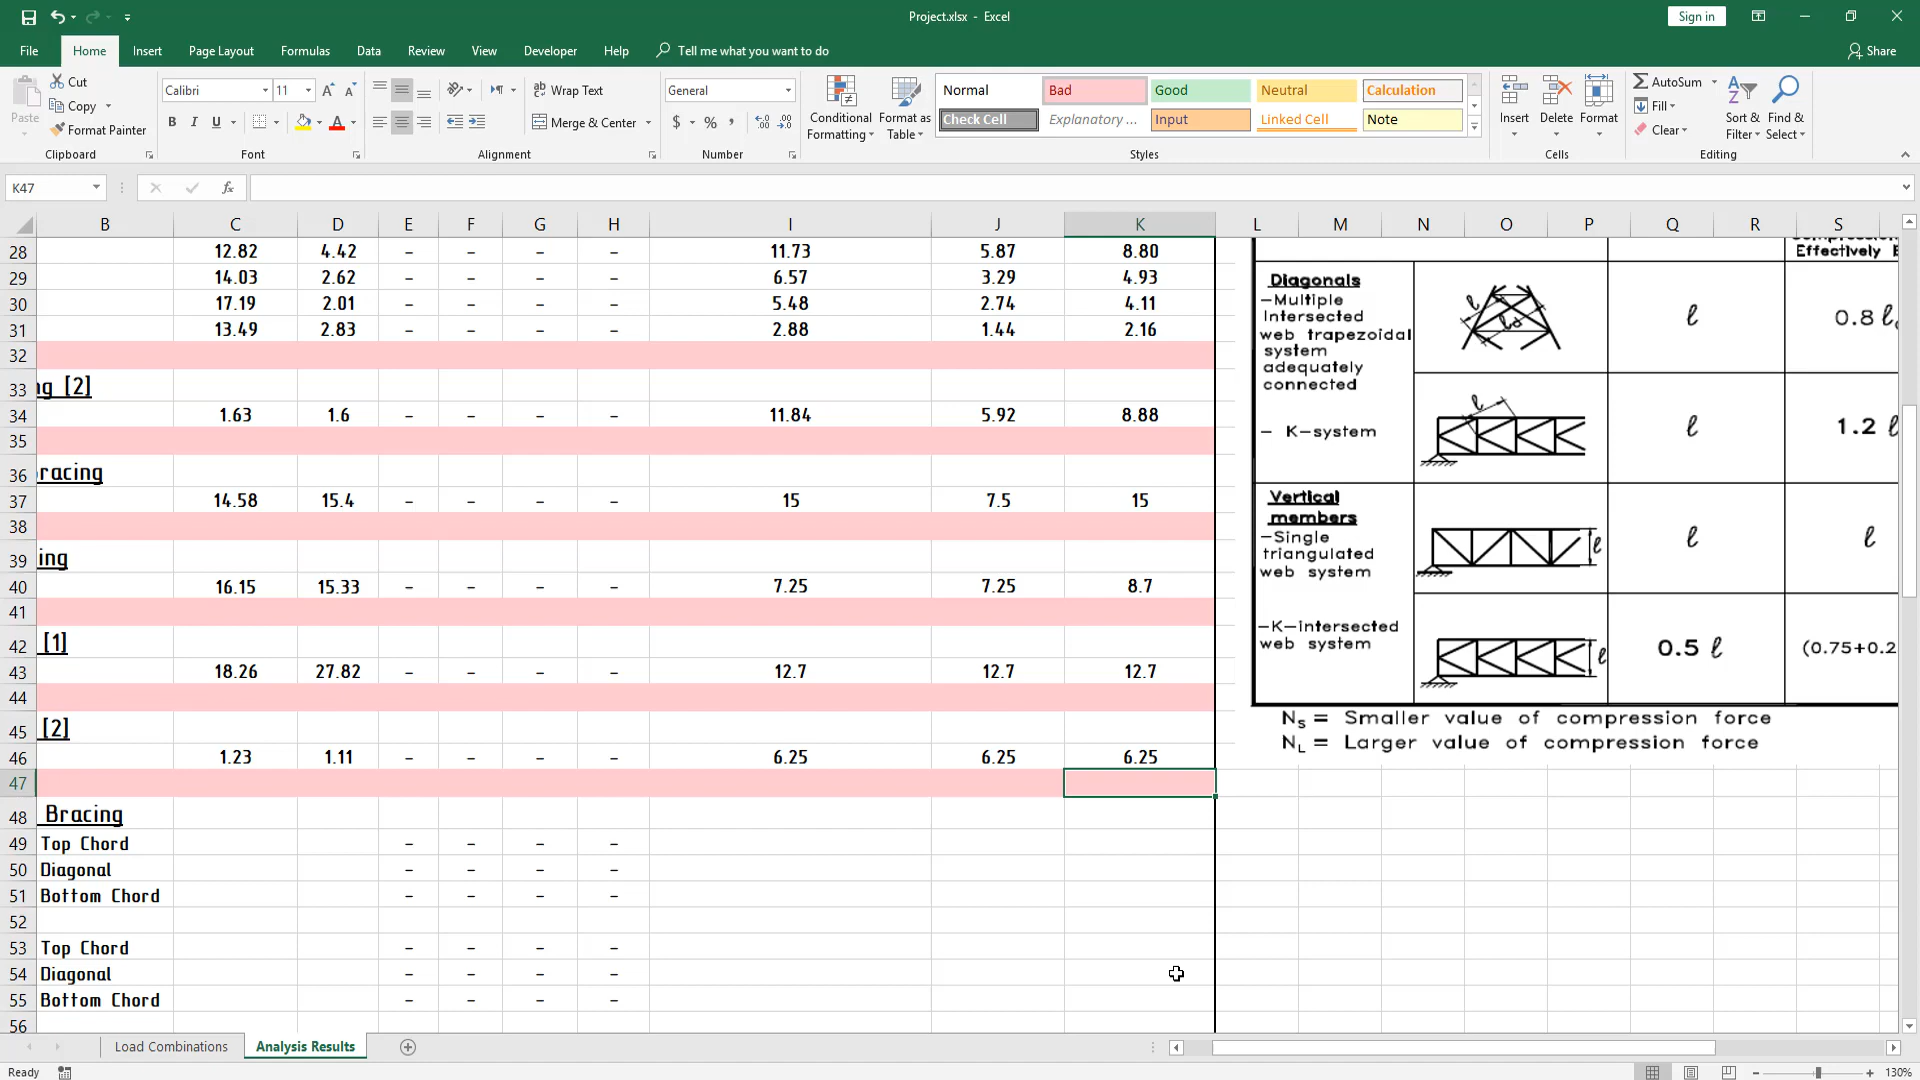 Project.xlsx - Excel
Sign in
File Home Insert Page Layout Formulas Data Review View Developer Help Tell me what you want to do Share
Paste
Cut
Copy
Format Painter
Clipboard
Calibri 11
B I U
Font
Wrap Text
Merge & Center
Alignment
General
$ % ,
Number
Conditional Formatting
Format as Table
Normal Bad Good Neutral Calculation
Check Cell Explanatory ... Input Linked Cell Note
Styles
Insert Delete Format
Cells
AutoSum
Fill
Clear
Sort & Filter
Find & Select
Editing
K47
fx
B C D E F G H I J K L M N O P Q R S
28 12.82 4.42 - - - - 11.73 5.87 8.80
29 14.03 2.62 - - - - 6.57 3.29 4.93
30 17.19 2.01 - - - - 5.48 2.74 4.11
31 13.49 2.83 - - - - 2.88 1.44 2.16
32
33 ng [2]
34 1.63 1.6 - - - - 11.84 5.92 8.88
35
36 bracing
37 14.58 15.4 - - - - 15 7.5 15
38
39 ing
40 16.15 15.33 - - - - 7.25 7.25 8.7
41
42 [1]
43 18.26 27.82 - - - - 12.7 12.7 12.7
44
45 [2]
46 1.23 1.11 - - - - 6.25 6.25 6.25
47
48 Bracing
49 Top Chord - - - -
50 Diagonal - - - -
51 Bottom Chord - - - -
52
53 Top Chord - - - -
54 Diagonal - - - -
55 Bottom Chord - - - -
56
Effectively
Diagonals
-Multiple
Intersected
web trapezoidal
system
adequately
connected
ℓ ℓd
ℓ
0.8 ℓ
- K-system
ℓ
ℓ
1.2 ℓ
Vertical
members
-Single
triangulated
web system
ℓ
ℓ
ℓ
-K-intersected
web system
ℓ
0.5 ℓ
(0.75+0.2
NS = Smaller value of compression force
NL = Larger value of compression force
Load Combinations Analysis Results
Ready
130%